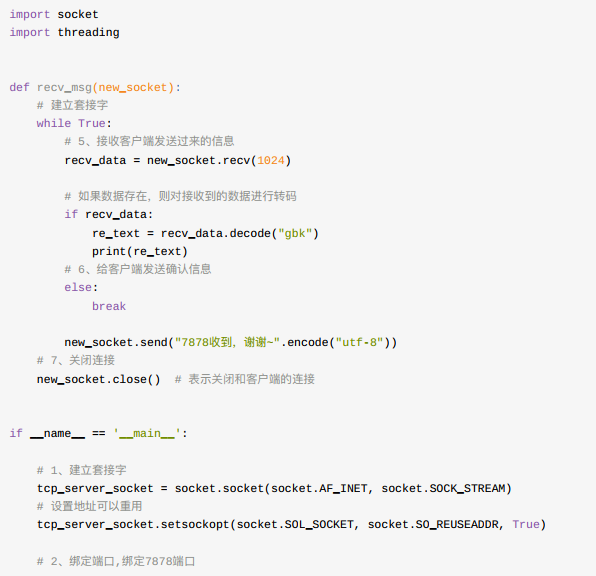 import socket
import threading
def recv_msg(new_socket):
    # 建立套接字
    while True:
        # 5、接收客户端发送过来的信息
        recv_data = new_socket.recv(1024)
        # 如果数据存在，则对接收到的数据进行转码
        if recv_data:
            re_text = recv_data.decode("gbk")
            print(re_text)
        # 6、给客户端发送确认信息
        else:
            break
        new_socket.send("7878收到，谢谢~".encode("utf-8"))
    # 7、关闭连接
    new_socket.close()  # 表示关闭和客户端的连接
if __name__ == '__main__':
    # 1、建立套接字
    tcp_server_socket = socket.socket(socket.AF_INET, socket.SOCK_STREAM)
    # 设置地址可以重用
    tcp_server_socket.setsockopt(socket.SOL_SOCKET, socket.SO_REUSEADDR, True)
    # 2、绑定端口,绑定7878端口